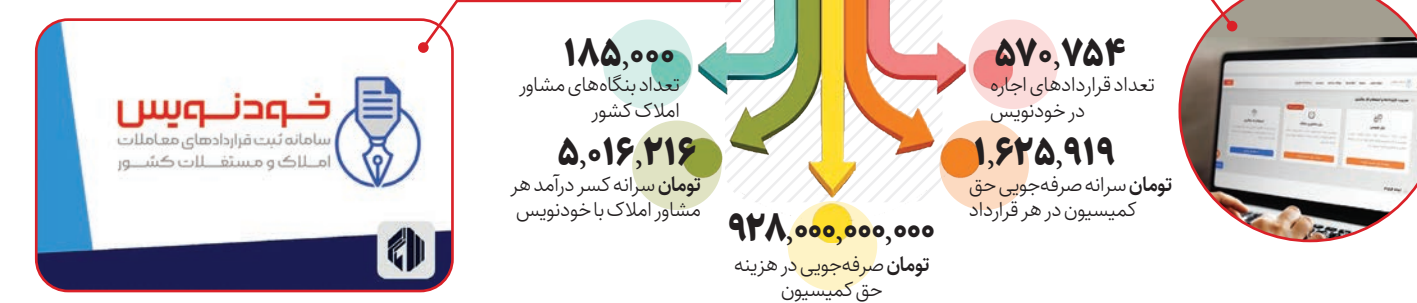 ۵۷۰,۷۵۴
تعداد قراردادهای اجاره
در خودنویس
۱,۶۲۵,۹۱۹
تومان سرانه صرفه‌جویی حق
کمیسیون در هر قرارداد
۹۲۸,۰۰۰,۰۰۰,۰۰۰
تومان صرفه‌جویی در هزینه
حق کمیسیون
۱۸۵,۰۰۰
تعداد بنگاه‌های مشاور
املاک کشور
۵,۰۱۶,۲۱۶
تومان سرانه کسر درآمد هر
مشاور املاک با خودنویس
خودنویس
سامانه ثبت قراردادهای معاملات
املاک و مستغلات کشور